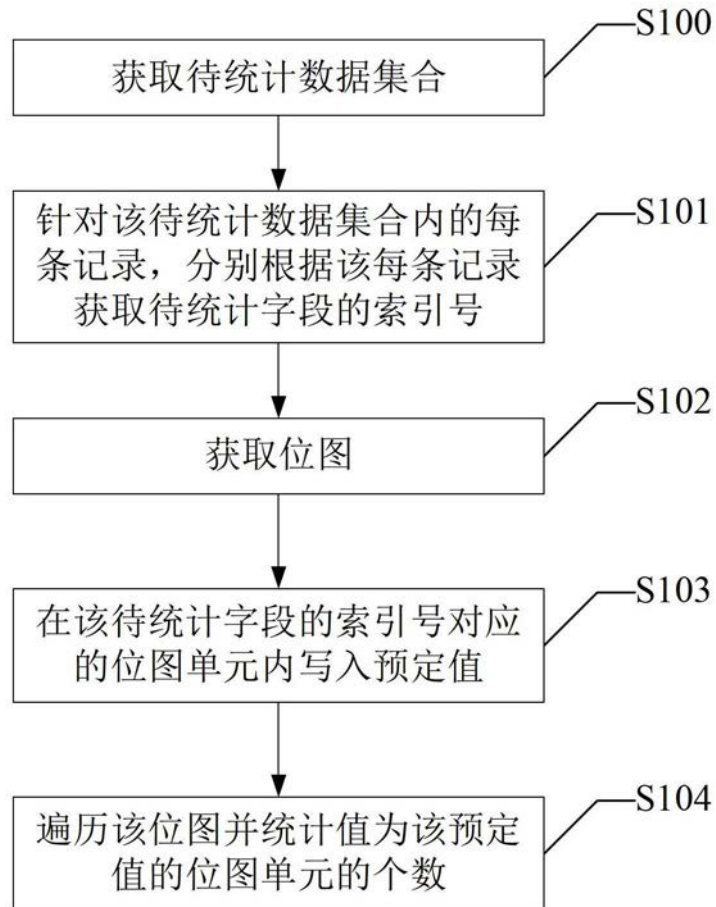 S100
获取待统计数据集合
S101
针对该待统计数据集合内的每
条记录，分别根据该每条记录
获取待统计字段的索引号
S102
获取位图
S103
在该待统计字段的索引号对应
的位图单元内写入预定值
S104
遍历该位图并统计值为该预定
值的位图单元的个数